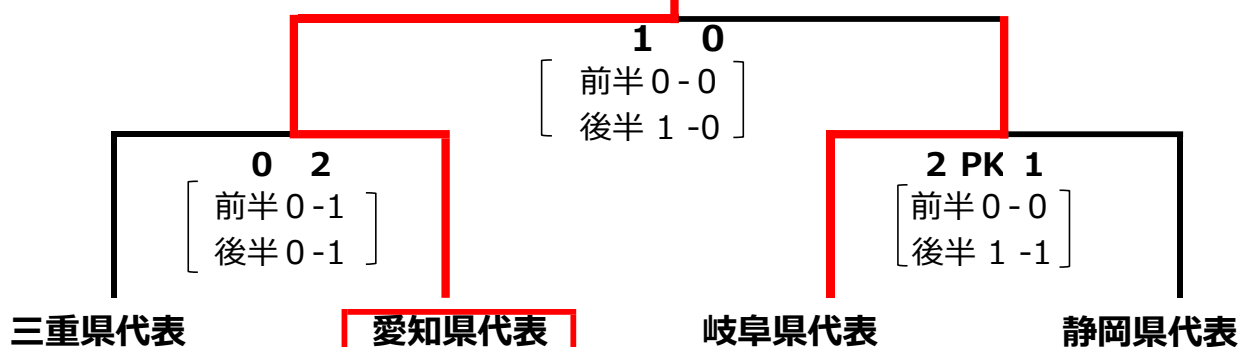 1 0
前半 0 - 0
後半 1 -0
0 2
前半 0 -1
後半 0 -1
2 PK 1
前半 0 - 0
後半 1 -1
三重県代表 愛知県代表 岐阜県代表 静岡県代表